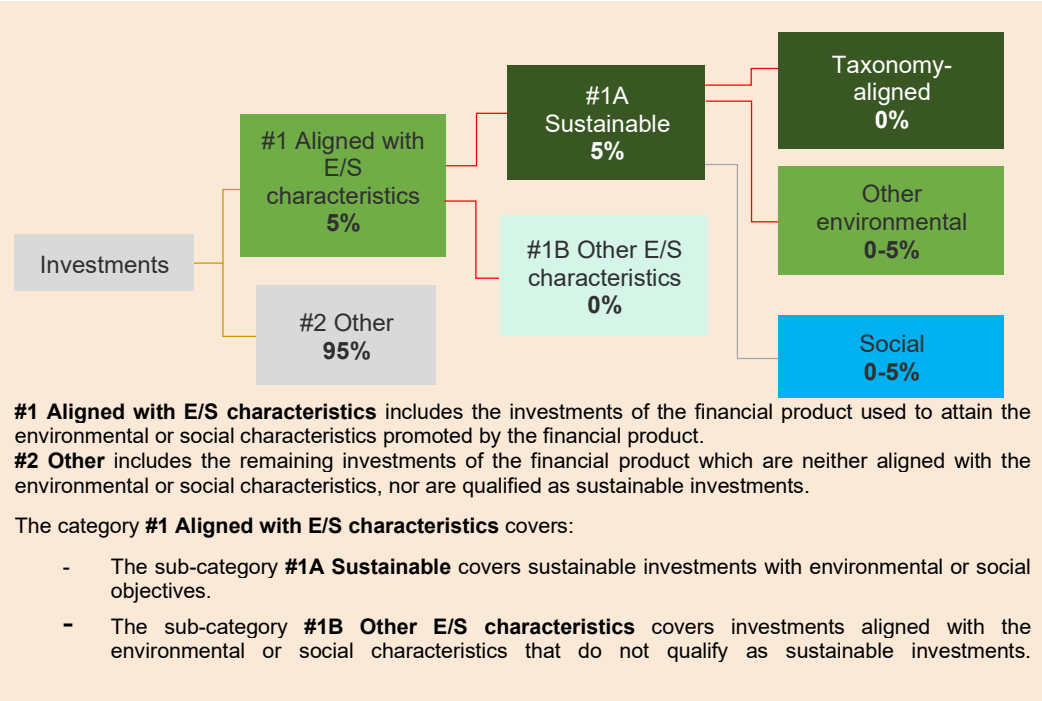 Investments
#1 Aligned with
E/S
characteristics
5%
#2 Other
95%
#1A
Sustainable
5%
#1B Other E/S
characteristics
0%
Taxonomy-
aligned
0%
Other
environmental
0-5%
Social
0-5%
#1 Aligned with E/S characteristics includes the investments of the financial product used to attain the
environmental or social characteristics promoted by the financial product.
#2 Other includes the remaining investments of the financial product which are neither aligned with the
environmental or social characteristics, nor are qualified as sustainable investments.
The category #1 Aligned with E/S characteristics covers:
- The sub-category #1A Sustainable covers sustainable investments with environmental or social
objectives.
- The sub-category #1B Other E/S characteristics covers investments aligned with the
environmental or social characteristics that do not qualify as sustainable investments.